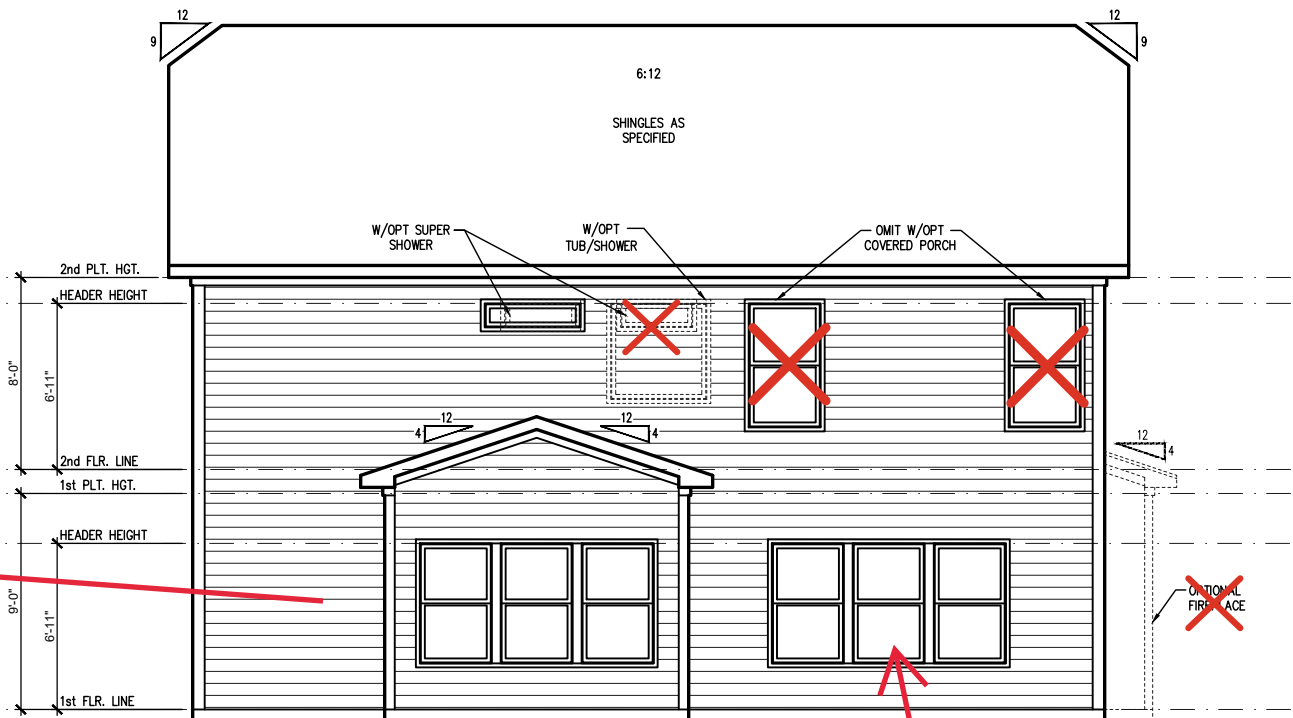 12
12
9
9
6:12
SHINGLES AS
SPECIFIED
W/OPT SUPER
SHOWER
W/OPT
TUB/SHOWER
OMIT W/OPT
COVERED PORCH
2nd PLT. HGT.
HEADER HEIGHT
8'-0"
6'-11"
12
4
12
4
12
4
2nd FLR. LINE
1st PLT. HGT.
HEADER HEIGHT
9'-0"
6'-11"
OPTIONAL
FIREPLACE
1st FLR. LINE